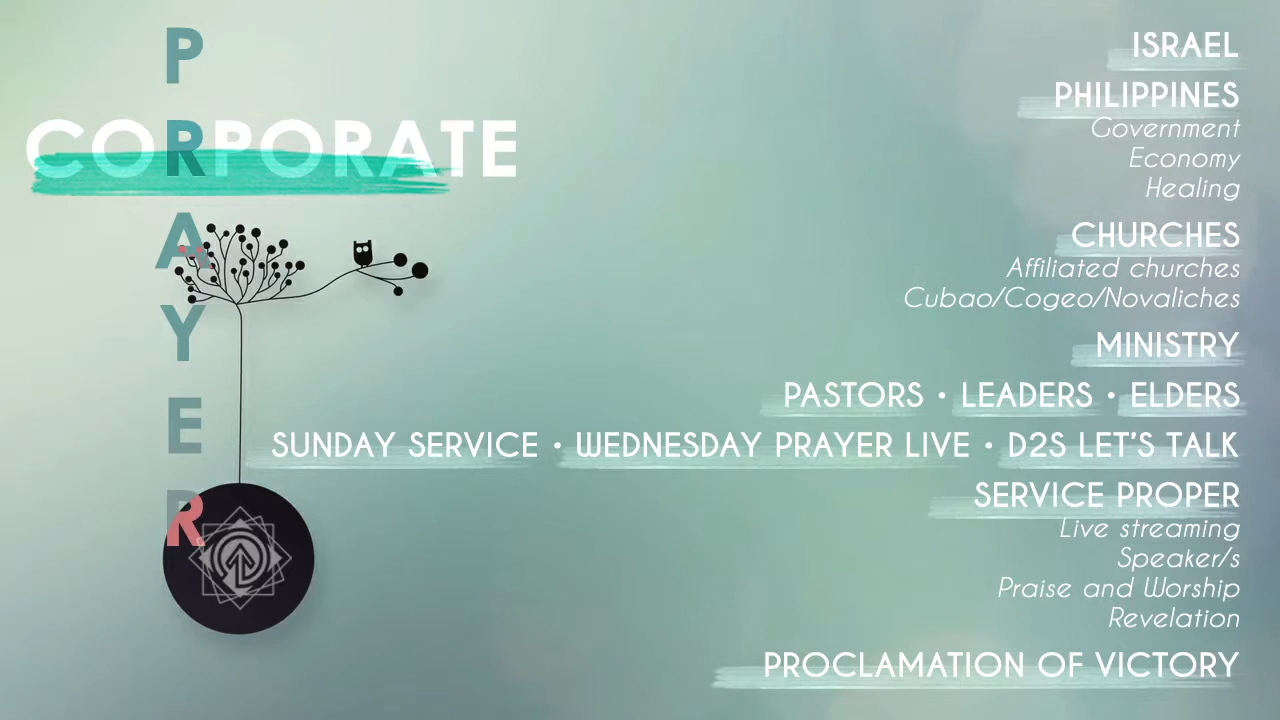 CORPORATE
PRAYER
ISRAEL
PHILIPPINES
Government
Economy
Healing
CHURCHES
Affiliated churches
Cubao/Cogeo/Novaliches
MINISTRY
PASTORS • LEADERS • ELDERS
SUNDAY SERVICE • WEDNESDAY PRAYER LIVE • D2S LET'S TALK
SERVICE PROPER
Live streaming
Speaker/s
Praise and Worship
Revelation
PROCLAMATION OF VICTORY